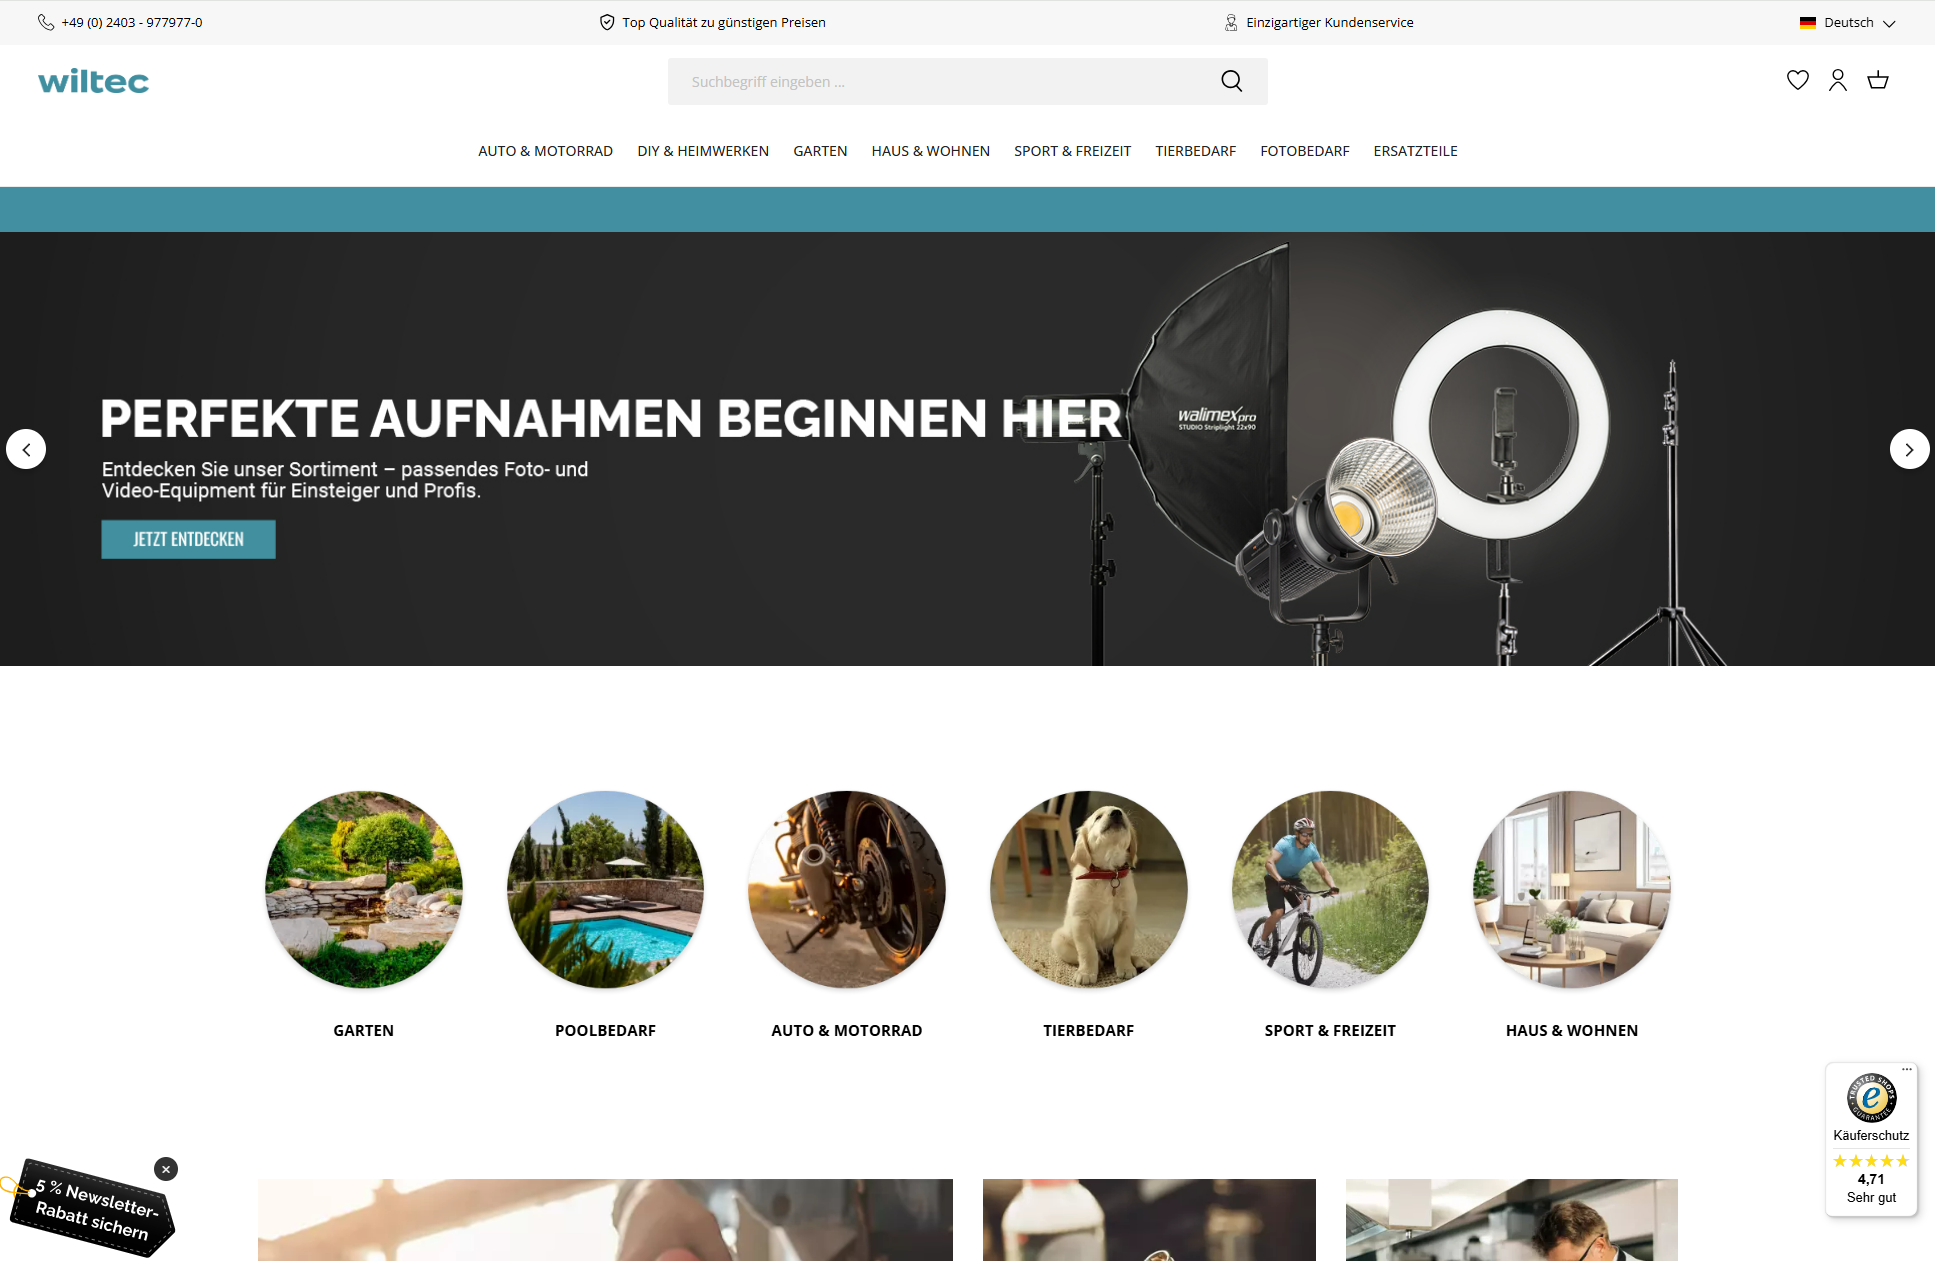 +49 (0) 2403 - 977977-0
Top Qualität zu günstigen Preisen
Einzigartiger Kundenservice
Deutsch
wiltec
Suchbegriff eingeben ...
AUTO & MOTORRAD
DIY & HEIMWERKEN
GARTEN
HAUS & WOHNEN
SPORT & FREIZEIT
TIERBEDARF
FOTOBEDARF
ERSATZTEILE
PERFEKTE AUFNAHMEN BEGINNEN HIER
Entdecken Sie unser Sortiment – passendes Foto- und
Video-Equipment für Einsteiger und Profis.
JETZT ENTDECKEN
walimex pro
STUDIO Striplight 22x90
GARTEN
POOLBEDARF
AUTO & MOTORRAD
TIERBEDARF
SPORT & FREIZEIT
HAUS & WOHNEN
TRUSTED SHOPS
GUARANTEE
Käuferschutz
4,71
Sehr gut
5 % Newsletter-
Rabatt sichern